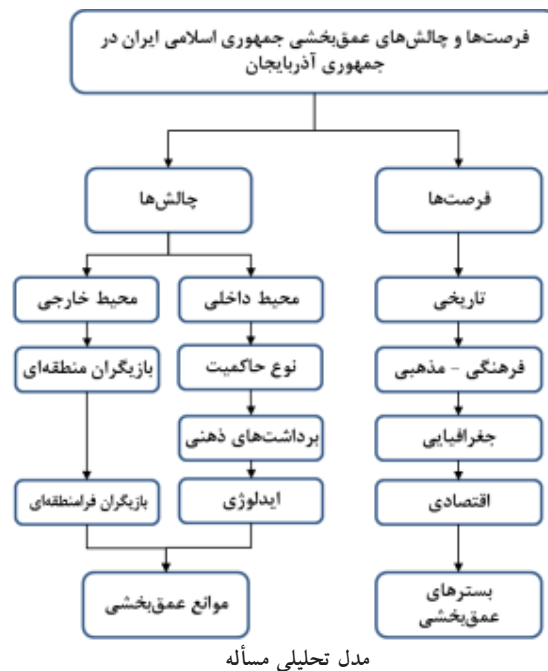 فرصت‌ها و چالش‌های عمق‌بخشی جمهوری اسلامی ایران در
جمهوری آذربایجان
فرصت‌ها
چالش‌ها
تاریخی
محیط داخلی
محیط خارجی
فرهنگی - مذهبی
نوع حاکمیت
بازیگران منطقه‌ای
جغرافیایی
برداشت‌های ذهنی
اقتصادی
ایدلوژی
بازیگران فرامنطقه‌ای
بسترهای
عمق‌بخشی
موانع عمق‌بخشی
مدل تحلیلی مسأله